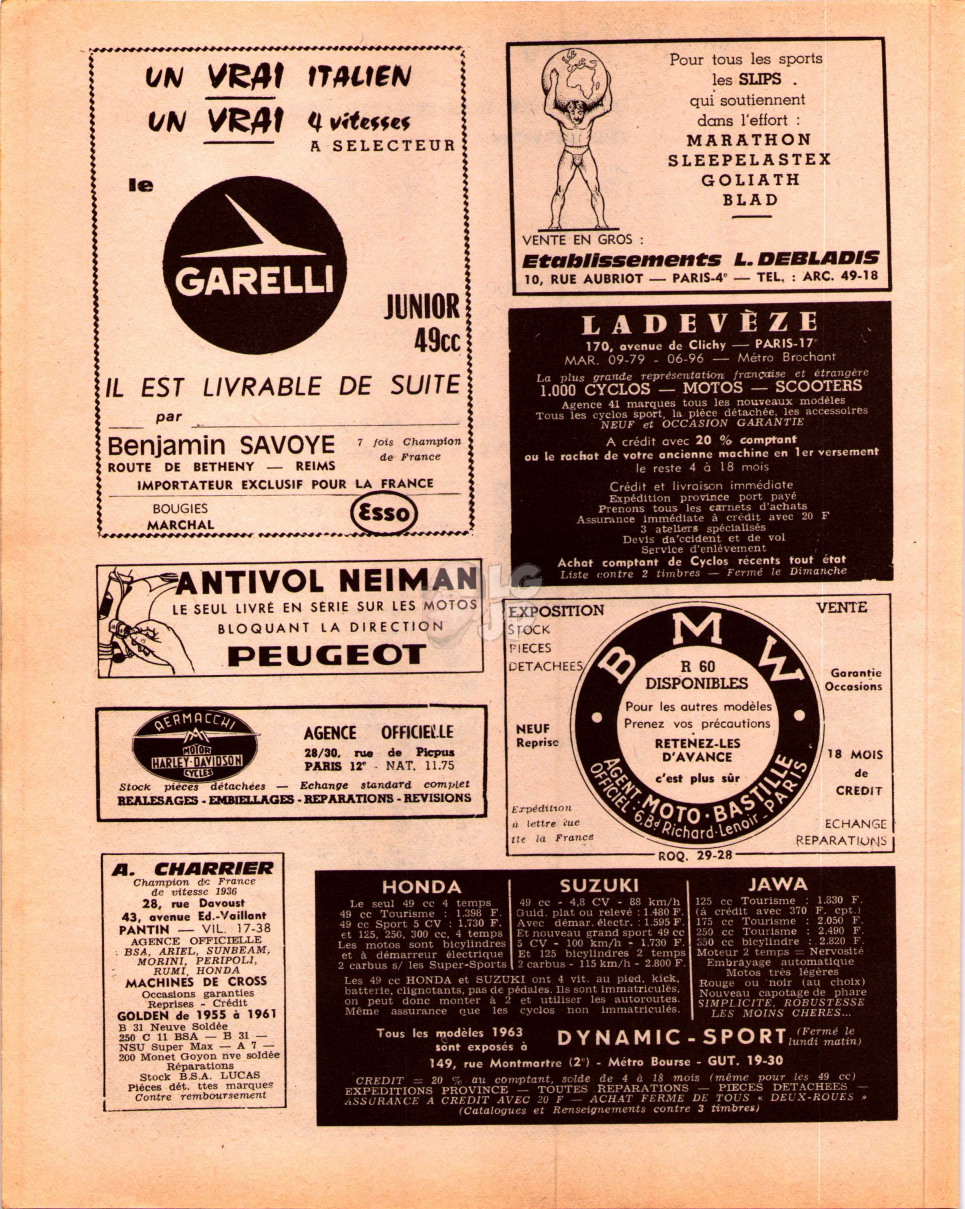 UN VRAI ITALIEN
UN VRAI 4 vitesses
A SELECTEUR
le
GARELLI
JUNIOR
49cc
IL EST LIVRABLE DE SUITE
par
Benjamin SAVOYE 7 fois Champion
de France
ROUTE DE BETHENY — REIMS
IMPORTATEUR EXCLUSIF POUR LA FRANCE
BOUGIES
MARCHAL
Esso
Pour tous les sports
les SLIPS .
qui soutiennent
dans l'effort :
MARATHON
SLEEPELASTEX
GOLIATH
BLAD
VENTE EN GROS :
Etablissements L. DEBLADIS
10, RUE AUBRIOT — PARIS-4e — TEL. : ARC. 49-18
LADEVÈZE
170, avenue de Clichy — PARIS-17e
MAR. 09-79 - 06-96 — Métro Brochant
La plus grande représentation française et étrangère
1.000 CYCLOS — MOTOS — SCOOTERS
Agence 41 marques tous les nouveaux modèles
Tous les cyclos sport, la pièce détachée, les accessoires
NEUF et OCCASION GARANTIE
A crédit avec 20 % comptant
ou le rachat de votre ancienne machine en 1er versement
le reste 4 à 18 mois
Crédit et livraison immédiate
Expédition province port payé
Prenons tous les carnets d'achats
Assurance immédiate à crédit avec 20 F
3 ateliers spécialisés
Devis da'ccident et de vol
Service d'enlèvement
Achat comptant de Cyclos récents tout état
Liste contre 2 timbres — Fermé le Dimanche
ANTIVOL NEIMAN
LE SEUL LIVRÉ EN SÉRIE SUR LES MOTOS
BLOQUANT LA DIRECTION
PEUGEOT
EXPOSITION
STOCK
PIECES
DETACHEES
NEUF
Reprise
Expédition
à lettre vue
tte la France
BMW
R 60
DISPONIBLES
Pour les autres modèles
Prenez vos précautions
RETENEZ-LES
D'AVANCE
c'est plus sûr
AGENT OFFICIEL : MOTO-BASTILLE
6.Bd Richard-Lenoir - PARIS
VENTE
Garantie
Occasions
18 MOIS
de
CREDIT
ECHANGE
REPARATIONS
ROQ. 29-28
AERMACCHI
MOTOR
HARLEY-DAVIDSON
CYCLES
AGENCE OFFICIELLE
28/30, rue de Picpus
PARIS 12e - NAT. 11.75
Stock pièces détachées — Echange standard complet
REALESAGES - EMBIELLAGES - REPARATIONS - REVISIONS
A. CHARRIER
Champion de France
de vitesse 1936
28, rue Davoust
43, avenue Ed.-Vaillant
PANTIN — VIL. 17-38
AGENCE OFFICIELLE
BSA, ARIEL, SUNBEAM,
MORINI, PERIPOLI,
RUMI, HONDA
MACHINES DE CROSS
Occasions garanties
Reprises - Crédit
GOLDEN de 1955 à 1961
B 31 Neuve Soldée
250 C 11 BSA — B 31 —
NSU Super Max — A 7 —
200 Monet Goyon nve soldée
Réparations
Stock B.S.A. LUCAS
Pièces dét. ttes marques
Contre remboursement
HONDA
Le seul 49 cc 4 temps
49 cc Tourisme : 1.398 F.
49 cc Sport 5 CV : 1.730 F.
et 125, 250, 300 cc, 4 temps
Les motos sont bicylindres
et à démarreur électrique
2 carbus s/ les Super-Sports
SUZUKI
49 cc - 4,8 CV - 88 km/h
Guid. plat ou relevé : 1.480 F.
Avec démar. électr. : 1.595 F.
Et nouveau grand sport 49 cc
5 CV - 100 km/h - 1.730 F.
Et 125 bicylindres 2 temps
2 carbus - 115 km/h - 2.800 F.
JAWA
125 cc Tourisme : 1.830 F.
(à crédit avec 370 F. cpt.)
175 cc Tourisme : 2.050 F.
250 cc Tourisme : 2.490 F.
350 cc bicylindre : 2.820 F.
Moteur 2 temps = Nervosité
Embrayage automatique
Motos très légères
Rouge ou noir (au choix)
Nouveau capotage de phare
SIMPLICITE, ROBUSTESSE
LES MOINS CHERES...
Les 49 cc HONDA et SUZUKI ont 4 vit. au pied, kick,
batterie, clignotants, pas de pédales. Ils sont immatriculés,
on peut donc monter à 2 et utiliser les autoroutes.
Même assurance que les cyclos non immatriculés.
Tous les modèles 1963
sont exposés à
DYNAMIC-SPORT (Fermé le
lundi matin)
149, rue Montmartre (2e) - Métro Bourse - GUT. 19-30
CREDIT = 20 % au comptant, solde de 4 à 18 mois (même pour les 49 cc)
EXPEDITIONS PROVINCE — TOUTES REPARATIONS — PIECES DETACHEES —
ASSURANCE A CREDIT AVEC 20 F — ACHAT FERME DE TOUS « DEUX-ROUES »
(Catalogues et Renseignements contre 3 timbres)